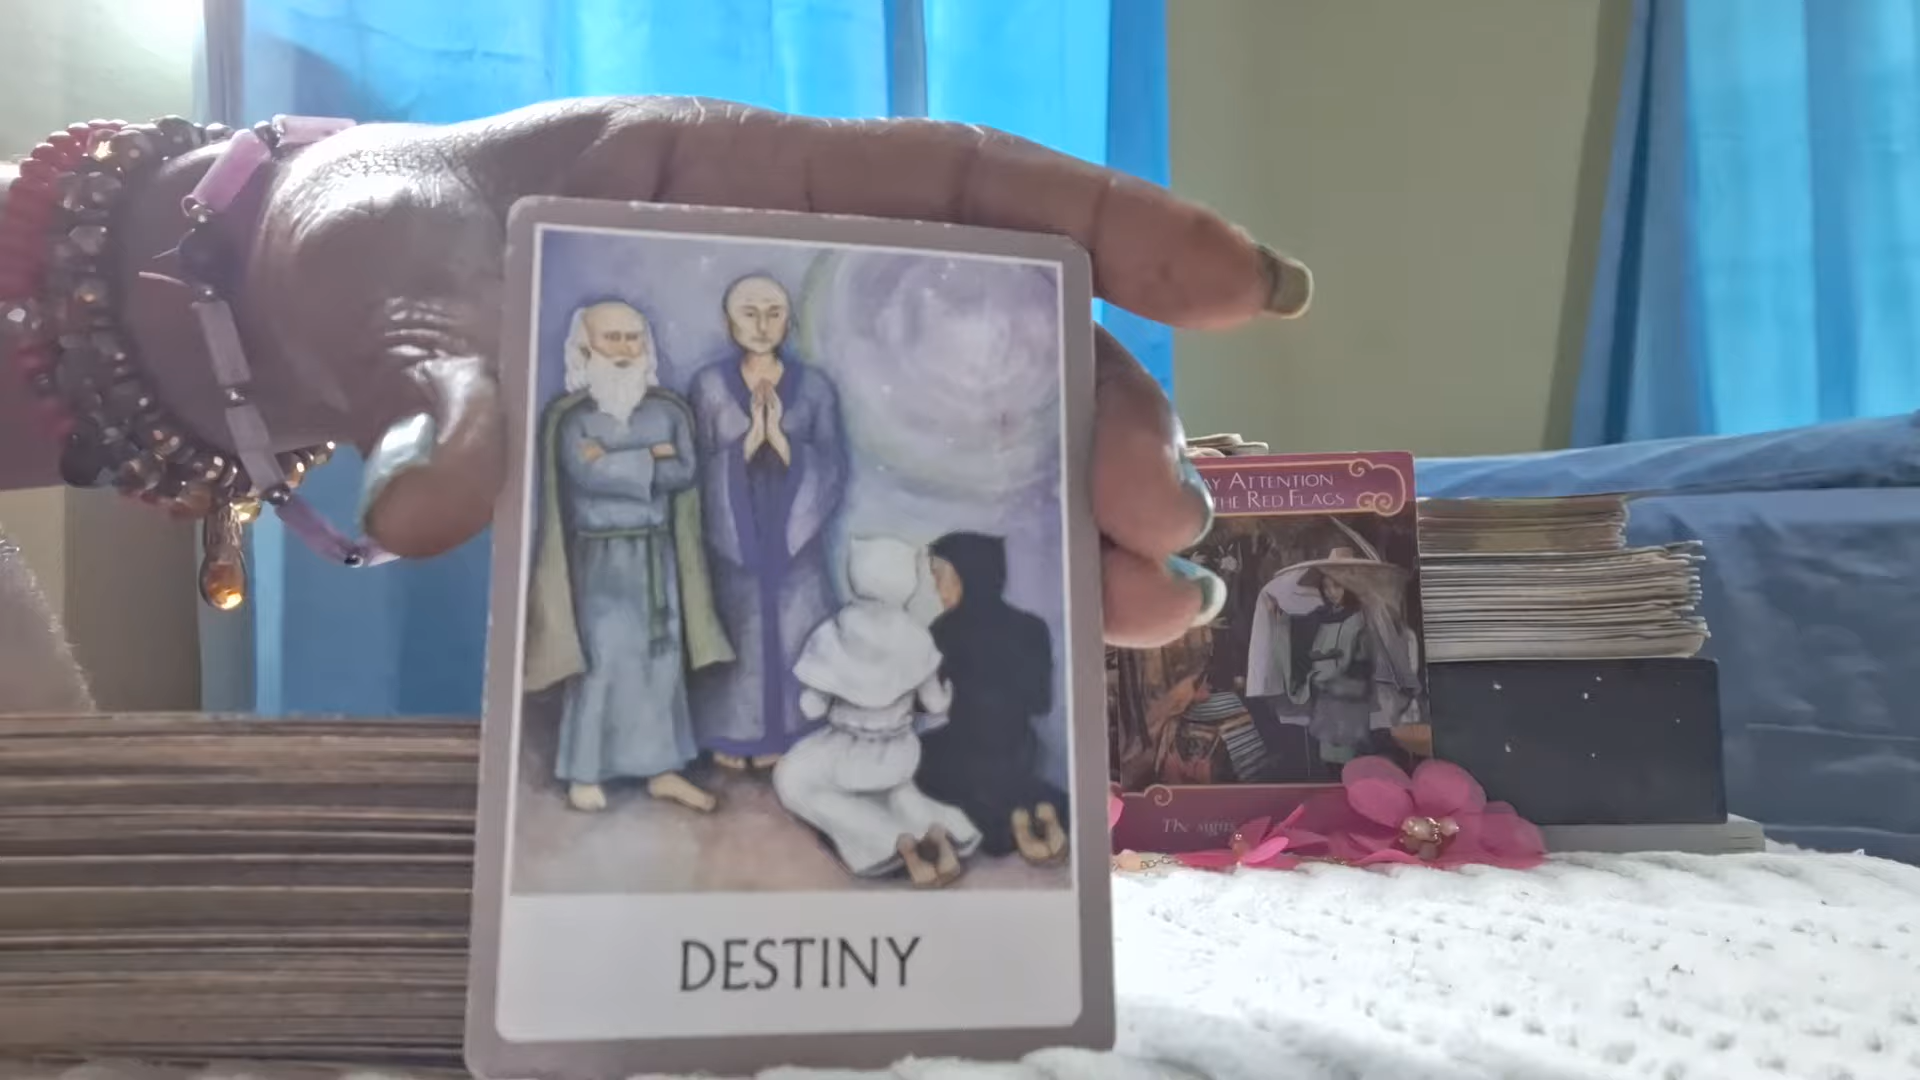 DESTINY
AY ATTENTION
THE RED FLAGS
The signs